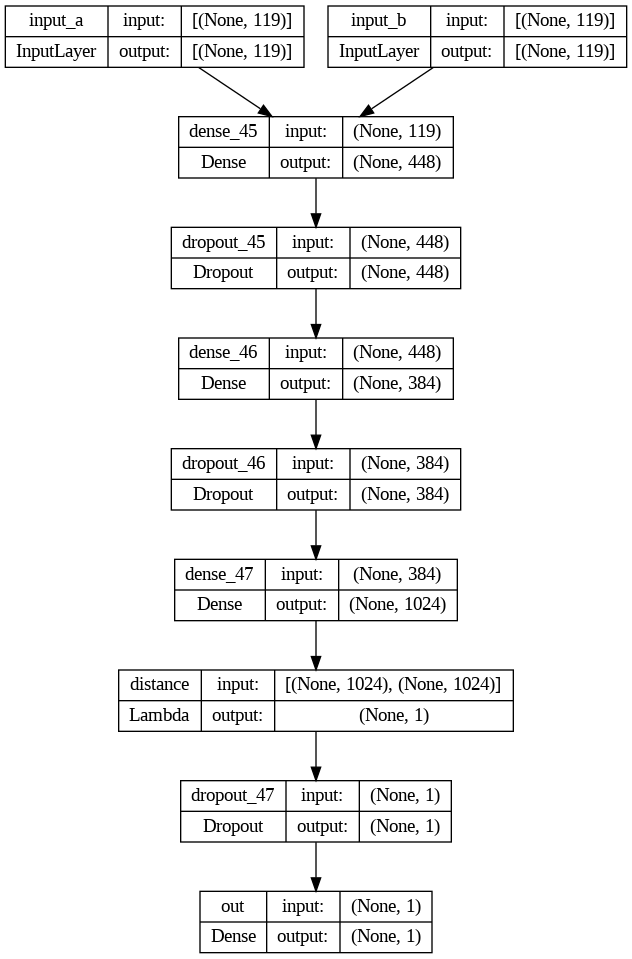 input_a input: [(None, 119)] input_b input: [(None, 119)]
InputLayer output: [(None, 119)] InputLayer output: [(None, 119)]
dense_45 input: (None, 119)
Dense output: (None, 448)
dropout_45 input: (None, 448)
Dropout output: (None, 448)
dense_46 input: (None, 448)
Dense output: (None, 384)
dropout_46 input: (None, 384)
Dropout output: (None, 384)
dense_47 input: (None, 384)
Dense output: (None, 1024)
distance input: [(None, 1024), (None, 1024)]
Lambda output: (None, 1)
dropout_47 input: (None, 1)
Dropout output: (None, 1)
out input: (None, 1)
Dense output: (None, 1)